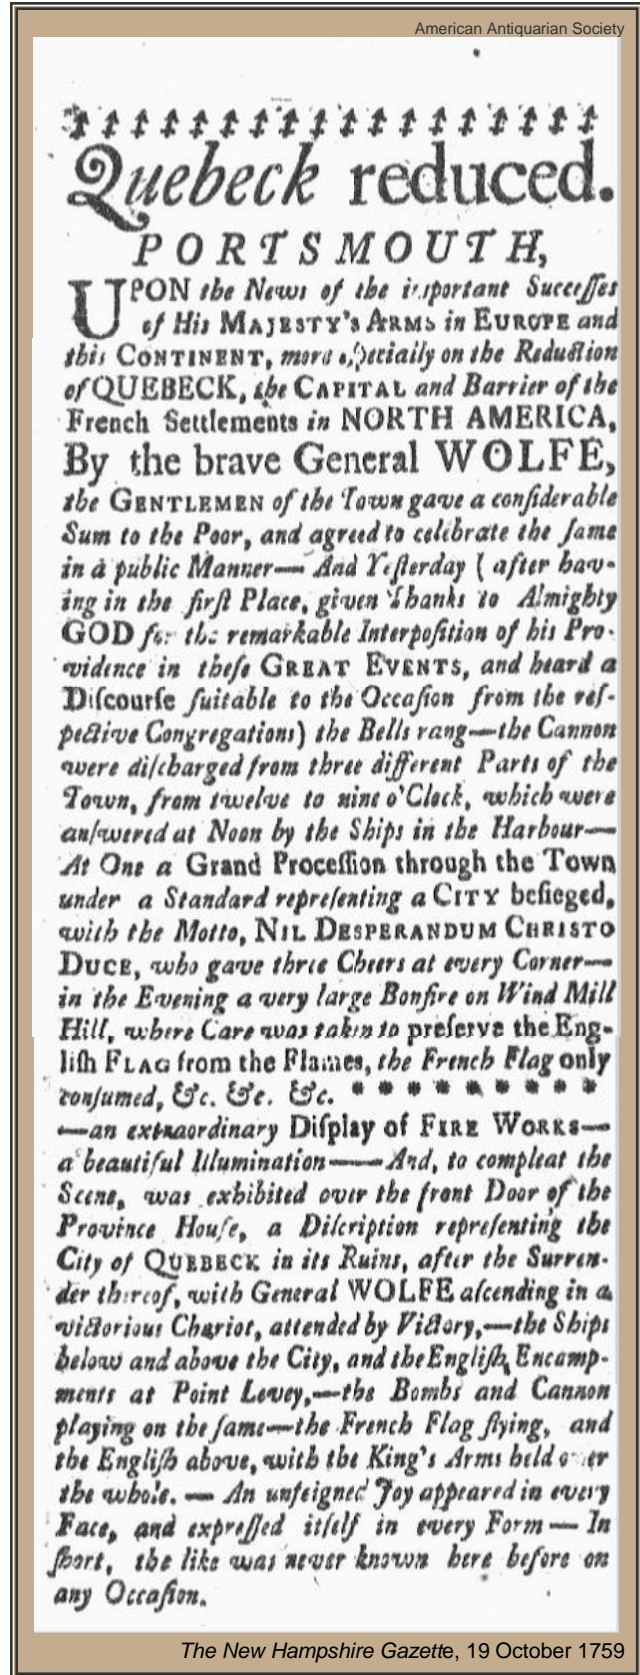 American Antiquarian Society
Quebeck reduced.
PORTSMOUTH,
UPON the News of the important Succeſſes
of His MAJESTY's ARMS in EUROPE and
this CONTINENT, more eſpecially on the Reduction
of QUEBECK, the CAPITAL and Barrier of the
French Settlements in NORTH AMERICA,
By the brave General WOLFE,
the GENTLEMEN of the Town gave a conſiderable
Sum to the Poor, and agreed to celebrate the ſame
in a public Manner— And Yeſterday ( after hav-
ing in the firſt Place, given Thanks to Almighty
GOD for the remarkable Interpoſition of his Pro-
vidence in theſe GREAT EVENTS, and heard a
Diſcourſe ſuitable to the Occaſion from the reſ-
pective Congregations) the Bells rang—the Cannon
were diſcharged from three different Parts of the
Town, from twelve to nine o'Clock, which were
anſwered at Noon by the Ships in the Harbour—
At One a Grand Proceſſion through the Town
under a Standard repreſenting a CITY beſieged,
with the Motto, NIL DESPERANDUM CHRISTO
DUCE, who gave three Cheers at every Corner—
in the Evening a very large Bonfire on Wind Mill
Hill, where Care was taken to preſerve the Eng-
liſh FLAG from the Flames, the French Flag only
conſumed, &c. &c. &c. * * * * * * * * *
—an extraordinary Diſplay of FIRE WORKS—
a beautiful Illumination—— And, to compleat the
Scene, was exhibited over the front Door of the
Province Houſe, a Diſcription repreſenting the
City of QUEBECK in its Ruins, after the Surren-
der thereof, with General WOLFE aſcending in a
victorious Chariot, attended by Victory,—the Ships
below and above the City, and the Engliſh Encamp-
ments at Point Levey,—the Bombs and Cannon
playing on the ſame—the French Flag flying, and
the Engliſh above, with the King's Arms held over
the whole. — An unfeigned Joy appeared in every
Face, and expreſſed itſelf in every Form — In
ſhort, the like was never known here before on
any Occaſion.
The New Hampshire Gazette, 19 October 1759